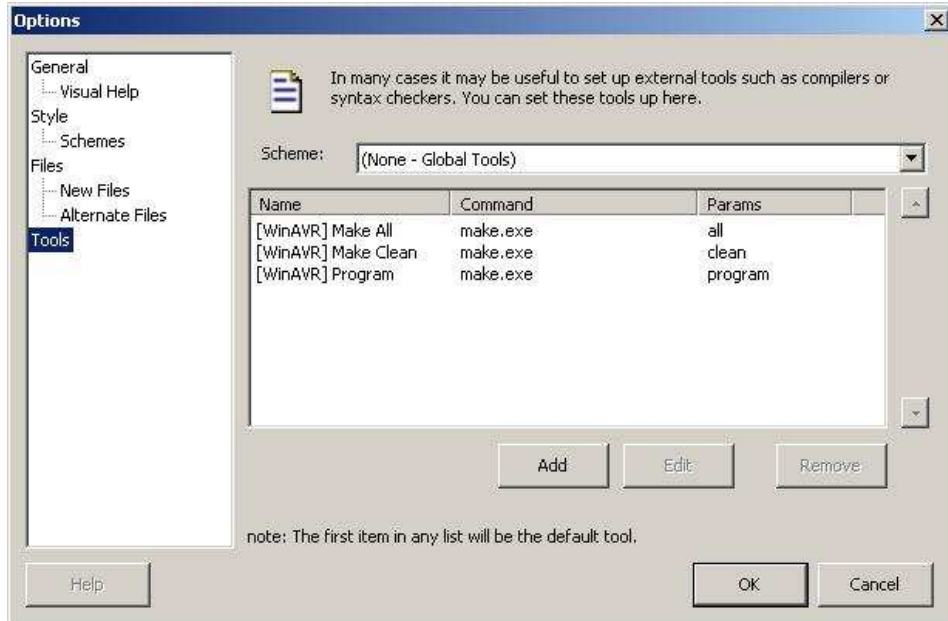 Options
General
Visual Help
Style
Schemes
Files
New Files
Alternate Files
Tools
In many cases it may be useful to set up external tools such as compilers or
syntax checkers. You can set these tools up here.
Scheme: (None - Global Tools)
Name Command Params
[WinAVR] Make All make.exe all
[WinAVR] Make Clean make.exe clean
[WinAVR] Program make.exe program
Add Edit Remove
note: The first item in any list will be the default tool.
Help OK Cancel